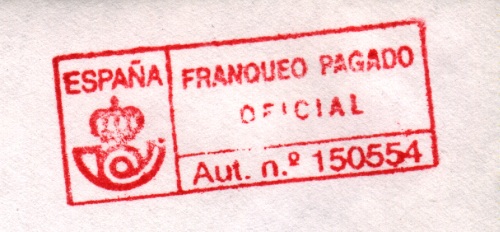 ESPAÑA
FRANQUEO PAGADO
OFICIAL
Aut. n.º 150554